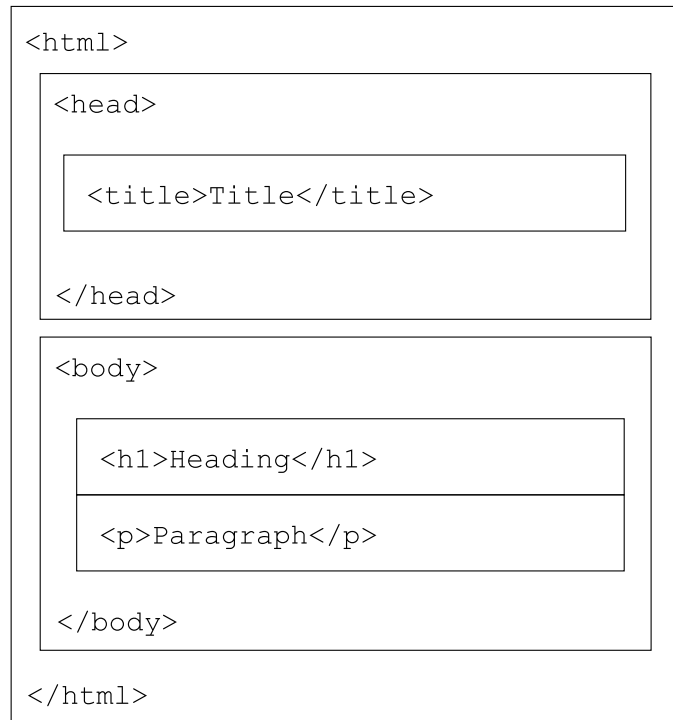 <html>
<head>
<title>Title</title>
</head>
<body>
<h1>Heading</h1>
<p>Paragraph</p>
</body>
</html>